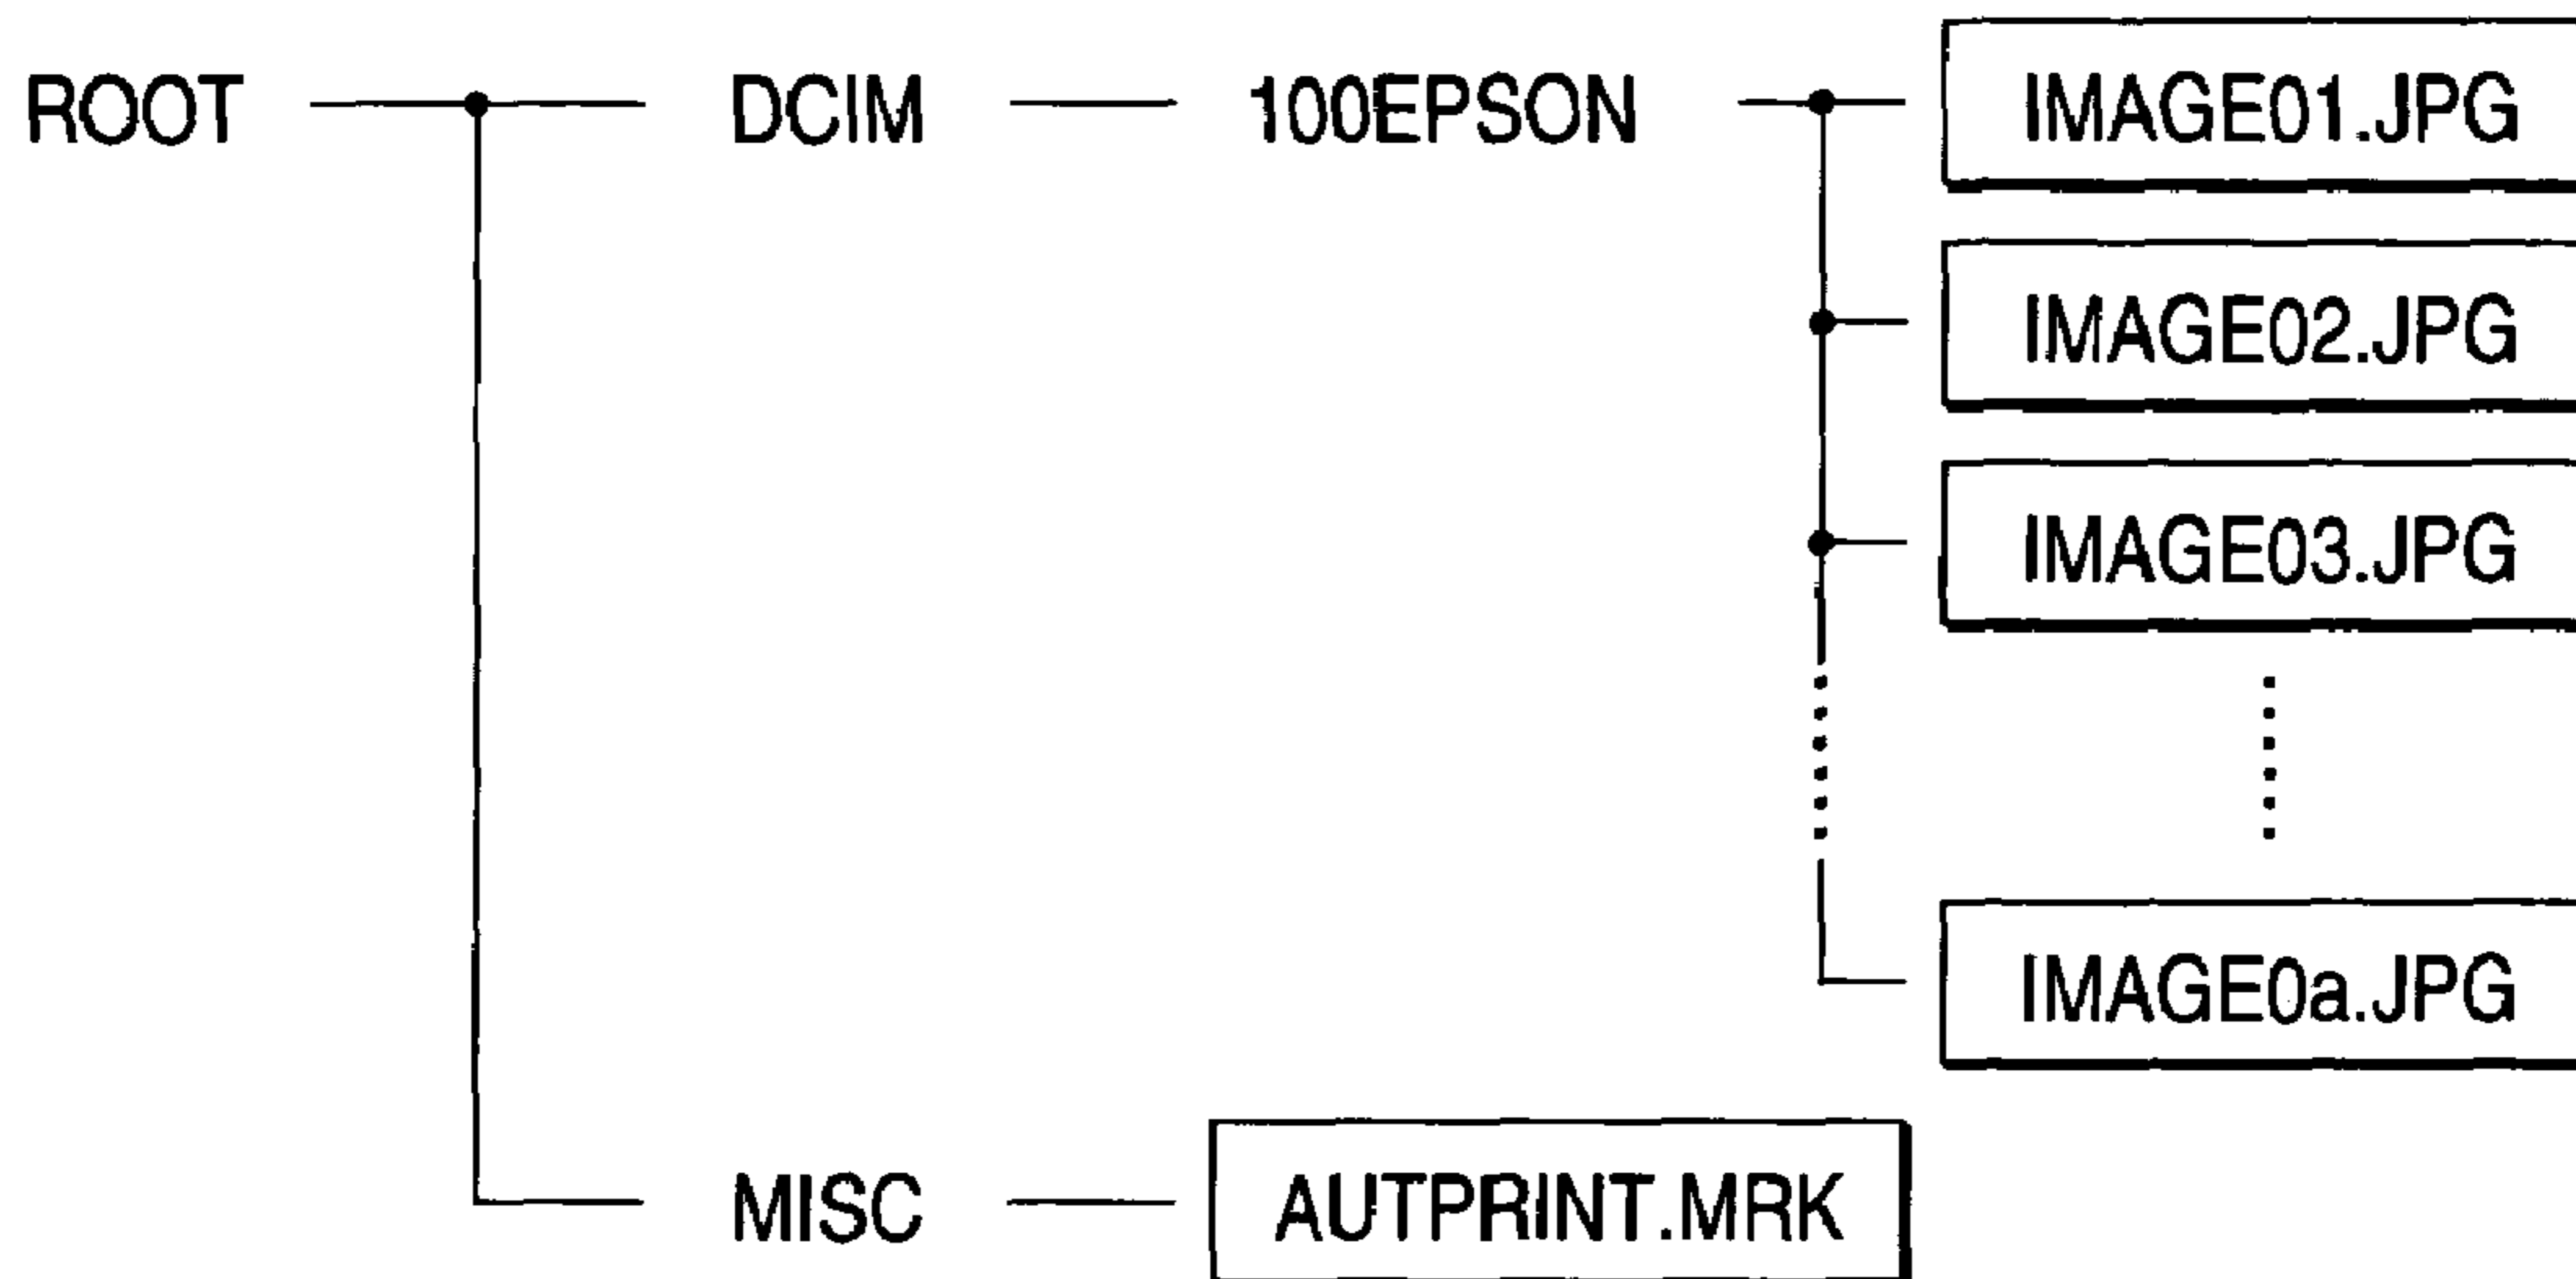 ROOT DCIM 100EPSON IMAGE01.JPG
IMAGE02.JPG
IMAGE03.JPG
IMAGE0a.JPG
MISC AUTPRINT.MRK